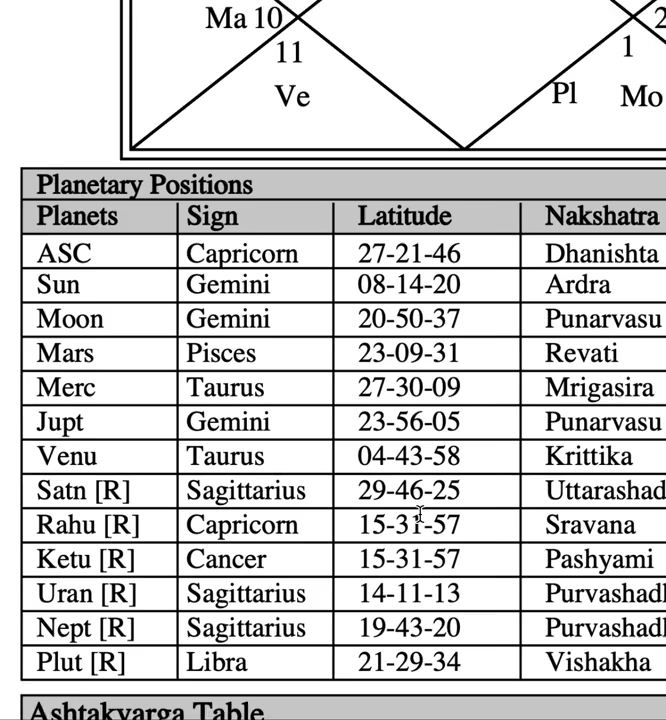 Ma 10
2
11
1
Ve
Pl
Mo
Planetary Positions
Planets Sign Latitude Nakshatra
ASC Capricorn 27-21-46 Dhanishta
Sun Gemini 08-14-20 Ardra
Moon Gemini 20-50-37 Punarvasu
Mars Pisces 23-09-31 Revati
Merc Taurus 27-30-09 Mrigasira
Jupt Gemini 23-56-05 Punarvasu
Venu Taurus 04-43-58 Krittika
Satn [R] Sagittarius 29-46-25 Uttarashad
Rahu [R] Capricorn 15-31-57 Sravana
Ketu [R] Cancer 15-31-57 Pashyami
Uran [R] Sagittarius 14-11-13 Purvashad
Nept [R] Sagittarius 19-43-20 Purvashad
Plut [R] Libra 21-29-34 Vishakha
Ashtakvarga Table